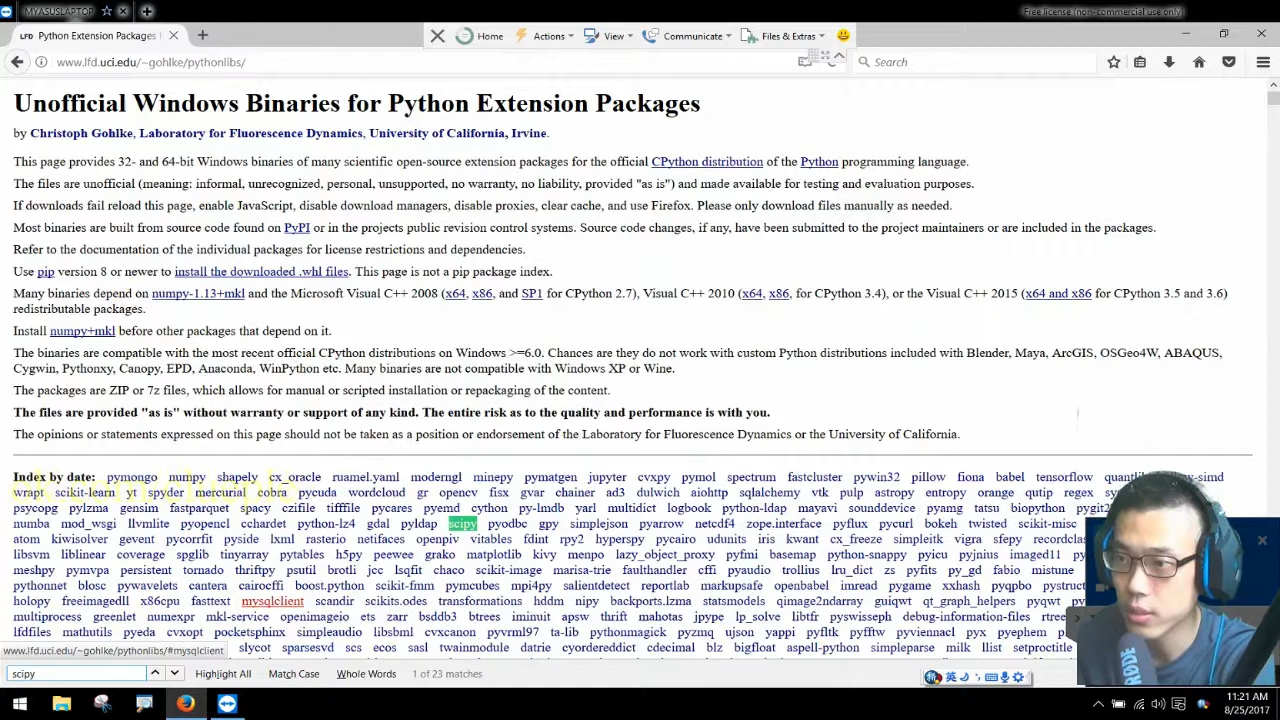 MYASUSLAPTOP
Free license (non-commercial use only)
LFD Python Extension Packages
Home Actions View Communicate Files & Extras
www.lfd.uci.edu/~gohlke/pythonlibs/
Search
Unofficial Windows Binaries for Python Extension Packages
by Christoph Gohlke, Laboratory for Fluorescence Dynamics, University of California, Irvine.
This page provides 32- and 64-bit Windows binaries of many scientific open-source extension packages for the official CPython distribution of the Python programming language.
The files are unofficial (meaning: informal, unrecognized, personal, unsupported, no warranty, no liability, provided "as is") and made available for testing and evaluation purposes.
If downloads fail reload this page, enable JavaScript, disable download managers, disable proxies, clear cache, and use Firefox. Please only download files manually as needed.
Most binaries are built from source code found on PyPI or in the projects public revision control systems. Source code changes, if any, have been submitted to the project maintainers or are included in the packages.
Refer to the documentation of the individual packages for license restrictions and dependencies.
Use pip version 8 or newer to install the downloaded .whl files. This page is not a pip package index.
Many binaries depend on numpy-1.13+mkl and the Microsoft Visual C++ 2008 (x64, x86, and SP1 for CPython 2.7), Visual C++ 2010 (x64, x86, for CPython 3.4), or the Visual C++ 2015 (x64 and x86 for CPython 3.5 and 3.6)
redistributable packages.
Install numpy+mkl before other packages that depend on it.
The binaries are compatible with the most recent official CPython distributions on Windows >=6.0. Chances are they do not work with custom Python distributions included with Blender, Maya, ArcGIS, OSGeo4W, ABAQUS,
Cygwin, Pythonxy, Canopy, EPD, Anaconda, WinPython etc. Many binaries are not compatible with Windows XP or Wine.
The packages are ZIP or 7z files, which allows for manual or scripted installation or repackaging of the content.
The files are provided "as is" without warranty or support of any kind. The entire risk as to the quality and performance is with you.
The opinions or statements expressed on this page should not be taken as a position or endorsement of the Laboratory for Fluorescence Dynamics or the University of California.
Index by date: pymongo numpy shapely cx_oracle ruamel.yaml moderngl minepy pymatgen jupyter cvxpy pymol spectrum fastcluster pywin32 pillow fiona babel tensorflow
wrapt scikit-learn yt spyder mercurial cobra pycuda wordcloud gr opencv fisx gvar chainer ad3 dulwich aiohttp sqlalchemy vtk pulp astropy entropy orange qutip regex
psycopg pylzma gensim fastparquet spacy czifile tifffile pycares pyemd cython py-lmdb yarl multidict logbook python-ldap mayavi sounddevice pyamg tatsu biopython
numba mod_wsgi llvmlite pyopencl cchardet python-lz4 gdal pyldap scipy pyodbc gpy simplejson pyarrow netcdf4 zope.interface pyflux pycurl bokeh twisted scikit-misc
atom kiwisolver gevent pycorrfit pyside lxml rasterio netifaces openpiv vitables fdint rpy2 hyperspy pycairo udunits iris kwant cx_freeze simpleitk vigra sfepy
libsvm liblinear coverage spglib tinyarray pytables h5py peewee grako matplotlib kivy menpo lazy_object_proxy pyfmi basemap python-snappy pyicu pyjnius imaged11
meshpy pymvpa persistent tornado thriftpy psutil brotli jcc lsqfit chaco scikit-image marisa-trie faulthandler cffi pyaudio trollius lru_dict zs pyfits py_gd fabio mistune
pythonnet blosc pywavelets cantera cairocffi boost.python scikit-fmm pymcubes mpi4py salientdetect reportlab markupsafe openbabel imread pygame xxhash pyqpbo
holopy freeimagedll x86cpu fasttext mysqlclient scandir scikits.odes transformations hddm nipy backports.lzma statsmodels qimage2ndarray guiqwt qt_graph_helpers pyqwt
multiprocess greenlet numexpr mkl-service openimageio ets zarr bsddb3 btrees iminuit apsw thrift mahotas jpype lp_solve libtfr pyswisseph debug-information-files
lfdfiles mathutils pyeda cvxopt pocketsphinx simpleaudio libsbml cvxcanon pyvrml97 ta-lib pythonmagick pyzmq ujson yappi pyfltk pyfftw pyviennacl pyx pyephem
slycot sparsesvd scs ecos sasl twainmodule datrie cyordereddict cdecimal blz bigfloat aspell-python simpleparse milk llist setproctitle
www.lfd.uci.edu/~gohlke/pythonlibs/#mysqlclient
scipy Highlight All Match Case Whole Words 1 of 23 matches
英
RØDE
11:21 AM
8/25/2017